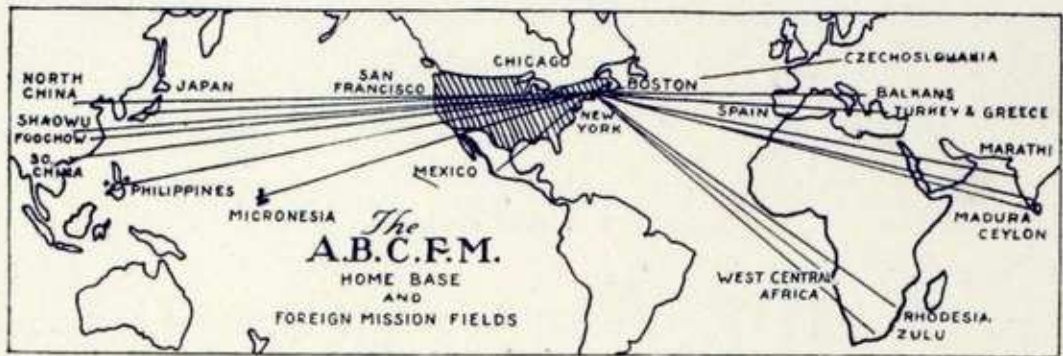 NORTH
CHINA
JAPAN
SHAOWU
FOOCHOW
SO.
CHINA
PHILIPPINES
MICRONESIA
SAN
FRANCISCO
CHICAGO
BOSTON
NEW
YORK
MEXICO
The
A.B.C.F.M.
HOME BASE
AND
FOREIGN MISSION FIELDS
CZECHOSLOVANIA
BALKANS
SPAIN
TURKEY & GREECE
MARATHI
MADURA
CEYLON
WEST CENTRAL
AFRICA
RHODESIA
ZULU